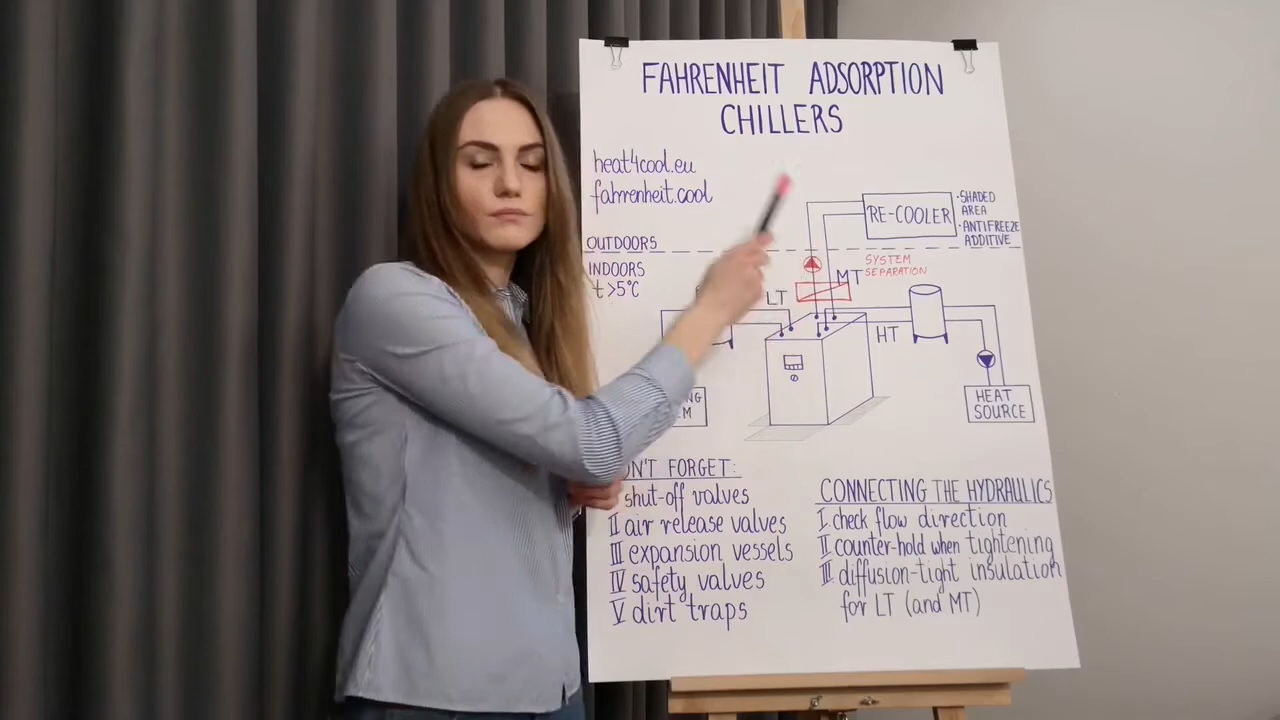 FAHRENHEIT ADSORPTION
CHILLERS
heat4cool.eu
fahrenheit.cool
RE-COOLER
· SHADED
AREA
· ANTIFREEZE
ADDITIVE
OUTDOORS
INDOORS
t >5°C
SYSTEM
SEPARATION
MT
LT
HT
HEAT
SOURCE
FORGET:
shut-off valves
II air release valves
III expansion vessels
IV safety valves
V dirt traps
CONNECTING THE HYDRAULICS
I check flow direction
II counter-hold when tightening
III diffusion-tight insulation
for LT (and MT)